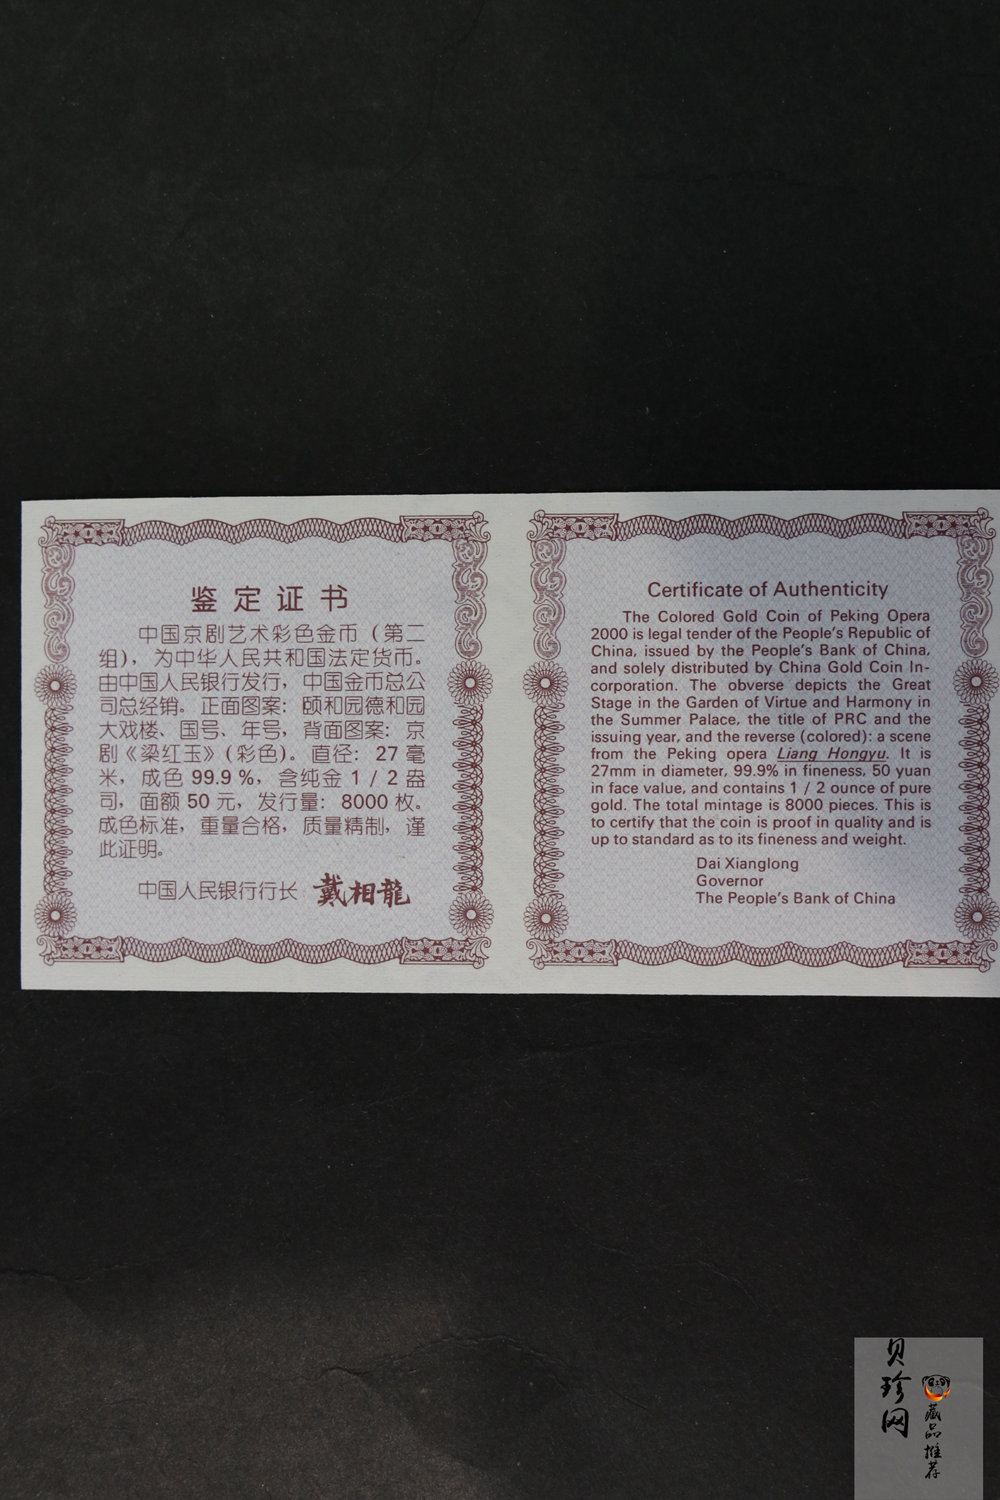 鉴定证书
中国京剧艺术彩色金币（第二
组），为中华人民共和国法定货币。
由中国人民银行发行，中国金币总公
司总经销。正面图案：颐和园德和园
大戏楼、国号、年号，背面图案：京
剧《梁红玉》（彩色）。直径：27毫
米，成色99.9％，含纯金1/2盎
司，面额50元，发行量：8000枚。
成色标准，重量合格，质量精制，谨
此证明。
中国人民银行行长 戴相龍
Certificate of Authenticity
The Colored Gold Coin of Peking Opera
2000 is legal tender of the People's Republic of
China, issued by the People's Bank of China,
and solely distributed by China Gold Coin In-
corporation. The obverse depicts the Great
Stage in the Garden of Virtue and Harmony in
the Summer Palace, the title of PRC and the
issuing year, and the reverse (colored): a scene
from the Peking opera Liang Hongyu. It is
27mm in diameter, 99.9% in fineness, 50 yuan
in face value, and contains 1 / 2 ounce of pure
gold. The total mintage is 8000 pieces. This is
to certify that the coin is proof in quality and is
up to standard as to its fineness and weight.
Dai Xianglong
Governor
The People's Bank of China
贝珍网
藏品推荐